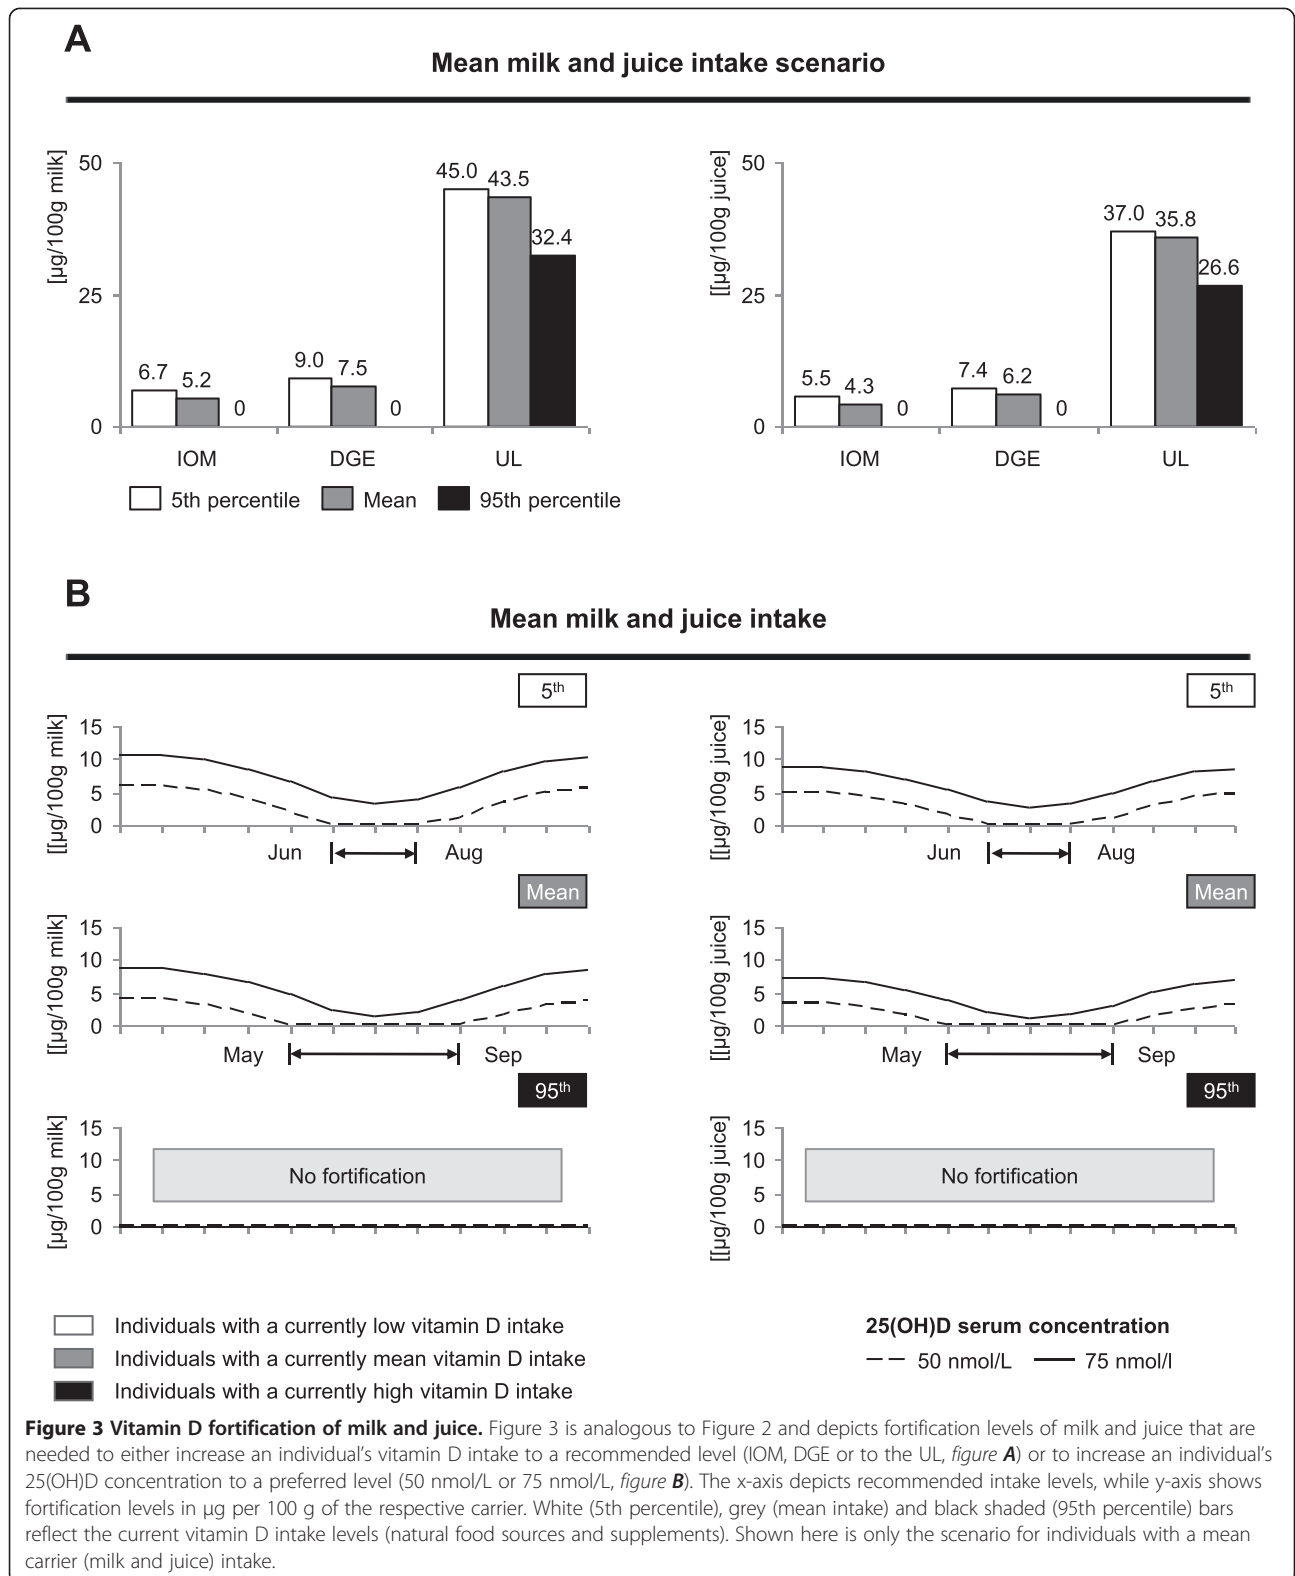 A
Mean milk and juice intake scenario
[µg/100g milk]
50
25
0
45.0
43.5
32.4
6.7
5.2
0
9.0
7.5
0
IOM
DGE
UL
[[µg/100g juice]
50
25
0
37.0
35.8
26.6
5.5
4.3
0
7.4
6.2
0
IOM
DGE
UL
5th percentile
Mean
95th percentile
B
Mean milk and juice intake
5th
[[µg/100g milk]
15
10
5
0
Jun
Aug
5th
[[µg/100g juice]
15
10
5
0
Jun
Aug
Mean
[[µg/100g milk]
15
10
5
0
May
Sep
Mean
[[µg/100g juice]
15
10
5
0
May
Sep
95th
[µg/100g milk]
15
10
5
0
No fortification
95th
[[µg/100g juice]
15
10
5
0
No fortification
Individuals with a currently low vitamin D intake
Individuals with a currently mean vitamin D intake
Individuals with a currently high vitamin D intake
25(OH)D serum concentration
50 nmol/L
75 nmol/l
Figure 3 Vitamin D fortification of milk and juice. Figure 3 is analogous to Figure 2 and depicts fortification levels of milk and juice that are
needed to either increase an individual's vitamin D intake to a recommended level (IOM, DGE or to the UL, figure A) or to increase an individual's
25(OH)D concentration to a preferred level (50 nmol/L or 75 nmol/L, figure B). The x-axis depicts recommended intake levels, while y-axis shows
fortification levels in µg per 100 g of the respective carrier. White (5th percentile), grey (mean intake) and black shaded (95th percentile) bars
reflect the current vitamin D intake levels (natural food sources and supplements). Shown here is only the scenario for individuals with a mean
carrier (milk and juice) intake.